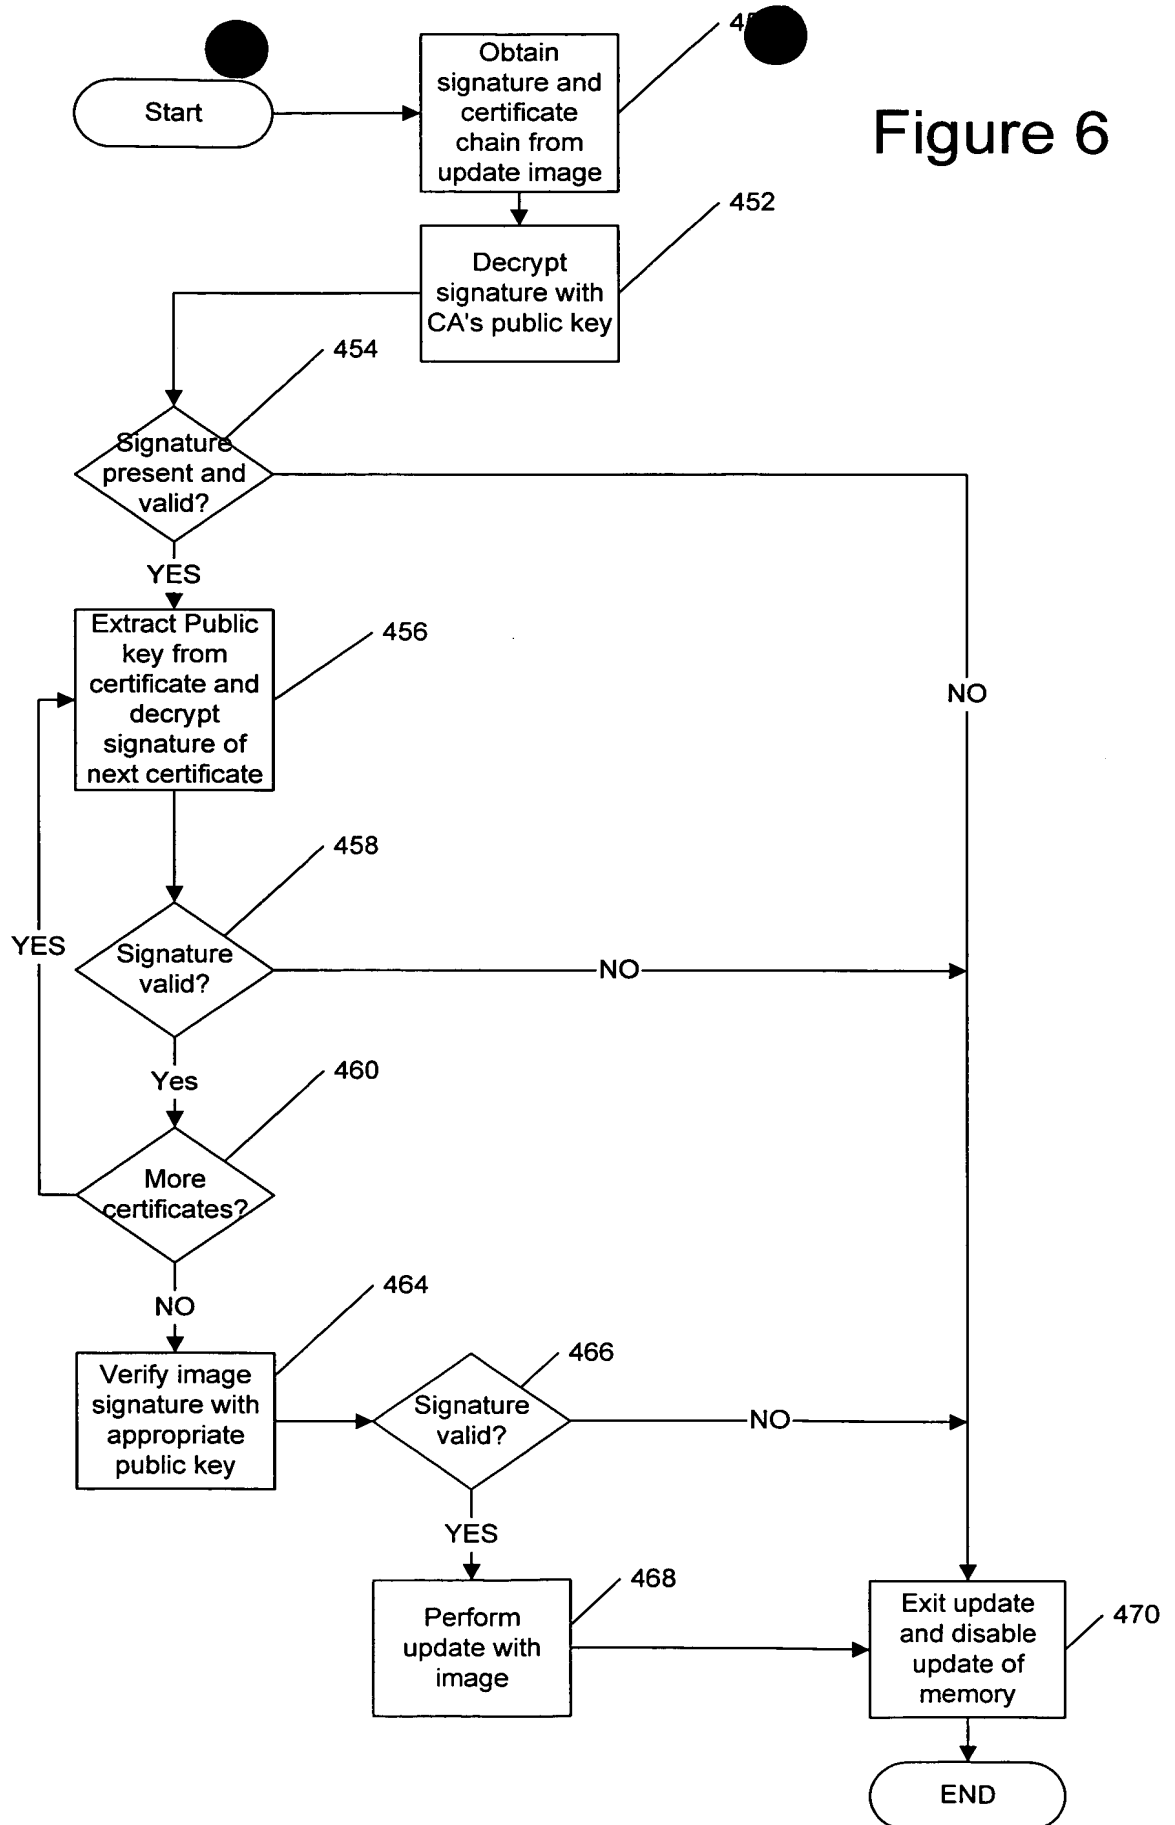 Start
Obtain
signature and
certificate
chain from
update image
Figure 6
452
Decrypt
signature with
CA's public key
454
Signature
present and
valid?
YES
Extract Public
key from
certificate and
decrypt
signature of
next certificate
456
NO
458
YES
Signature
valid?
NO
Yes
460
More
certificates?
NO
464
Verify image
signature with
appropriate
public key
466
Signature
valid?
NO
YES
468
Perform
update with
image
Exit update
and disable
update of
memory
470
END